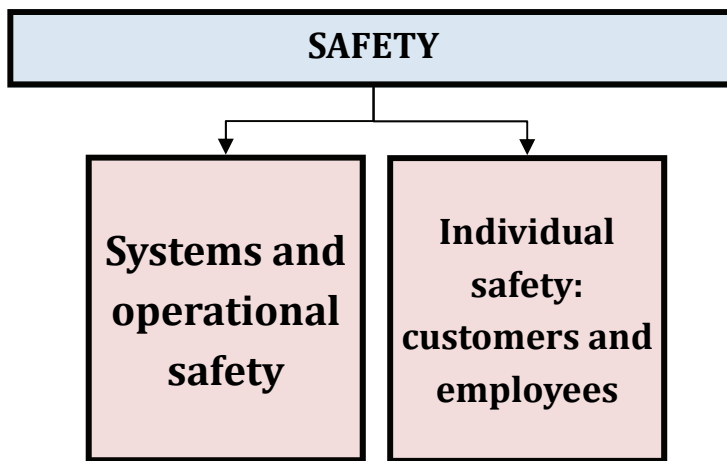 SAFETY
Systems and
operational
safety
Individual
safety:
customers and
employees